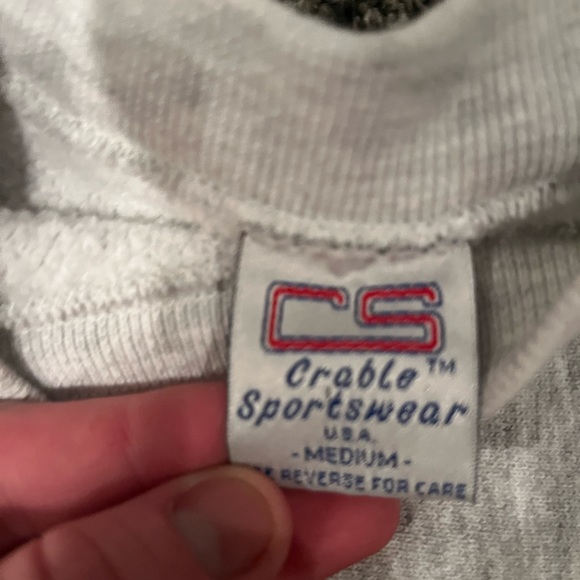 CS
Crable™
Sportswear
U.S.A.
- MEDIUM -
REVERSE FOR CARE